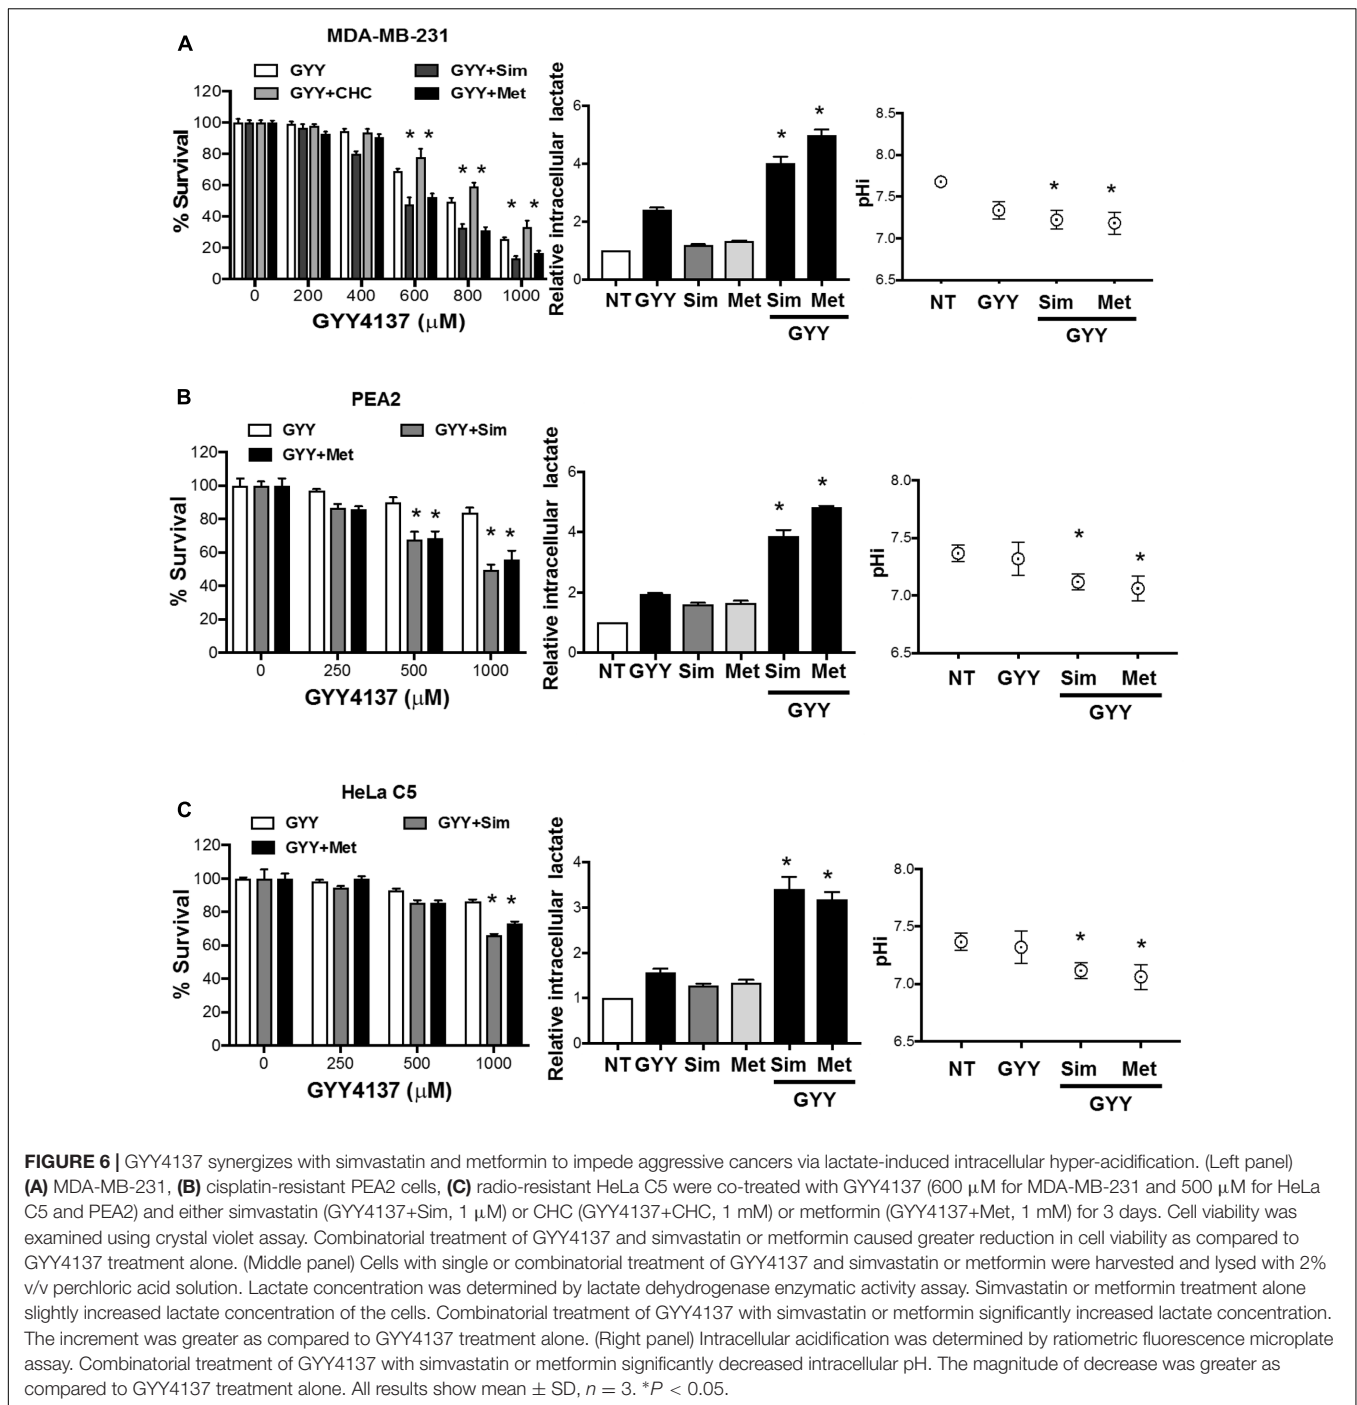 A
MDA-MB-231
GYY
GYY+Sim
GYY+CHC
GYY+Met
120
100
80
60
40
20
0
% Survival
* *
* *
* *
0 200 400 600 800 1000
GYY4137 (μM)
Relative intracellular lactate
6
4
2
0
*
*
NT GYY Sim Met Sim Met
GYY
pHi
8.5
8.0
7.5
7.0
6.5
*
*
NT GYY Sim Met
GYY
B
PEA2
GYY
GYY+Sim
GYY+Met
120
100
80
60
40
20
0
% Survival
* *
* *
0 250 500 1000
GYY4137 (μM)
Relative intracellular lactate
6
4
2
0
*
*
NT GYY Sim Met Sim Met
GYY
pHi
8.0
7.5
7.0
6.5
*
*
NT GYY Sim Met
GYY
C
HeLa C5
GYY
GYY+Sim
GYY+Met
120
100
80
60
40
20
0
% Survival
* *
0 250 500 1000
GYY4137 (μM)
Relative intracellular lactate
4
3
2
1
0
*
*
NT GYY Sim Met Sim Met
GYY
pHi
8.0
7.5
7.0
6.5
*
*
NT GYY Sim Met
GYY
FIGURE 6 | GYY4137 synergizes with simvastatin and metformin to impede aggressive cancers via lactate-induced intracellular hyper-acidification. (Left panel)
(A) MDA-MB-231, (B) cisplatin-resistant PEA2 cells, (C) radio-resistant HeLa C5 were co-treated with GYY4137 (600 μM for MDA-MB-231 and 500 μM for HeLa
C5 and PEA2) and either simvastatin (GYY4137+Sim, 1 μM) or CHC (GYY4137+CHC, 1 mM) or metformin (GYY4137+Met, 1 mM) for 3 days. Cell viability was
examined using crystal violet assay. Combinatorial treatment of GYY4137 and simvastatin or metformin caused greater reduction in cell viability as compared to
GYY4137 treatment alone. (Middle panel) Cells with single or combinatorial treatment of GYY4137 and simvastatin or metformin were harvested and lysed with 2%
v/v perchloric acid solution. Lactate concentration was determined by lactate dehydrogenase enzymatic activity assay. Simvastatin or metformin treatment alone
slightly increased lactate concentration of the cells. Combinatorial treatment of GYY4137 with simvastatin or metformin significantly increased lactate concentration.
The increment was greater as compared to GYY4137 treatment alone. (Right panel) Intracellular acidification was determined by ratiometric fluorescence microplate
assay. Combinatorial treatment of GYY4137 with simvastatin or metformin significantly decreased intracellular pH. The magnitude of decrease was greater as
compared to GYY4137 treatment alone. All results show mean ± SD, n = 3. *P < 0.05.